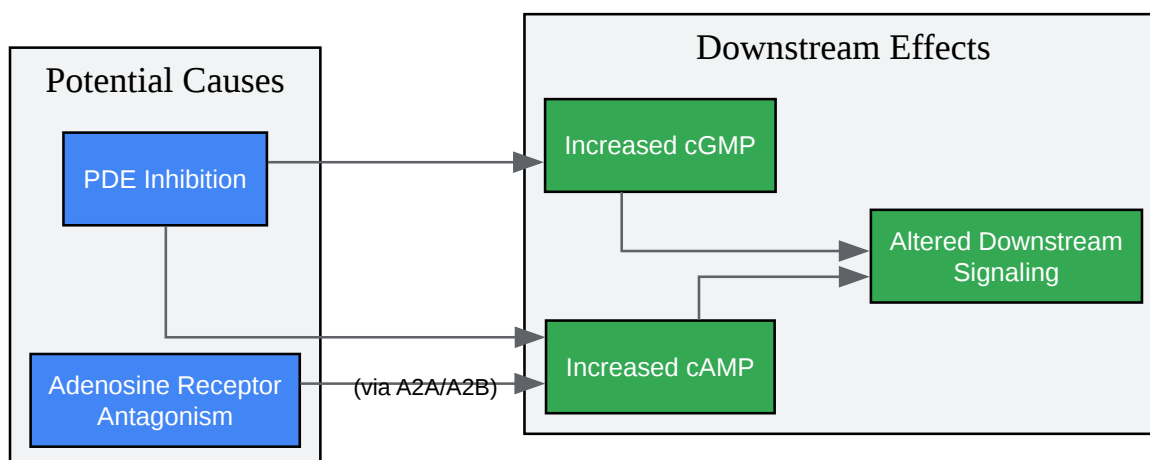 Potential Causes
PDE Inhibition
Adenosine Receptor
Antagonism
(via A2A/A2B)
Downstream Effects
Increased cGMP
Increased cAMP
Altered Downstream
Signaling